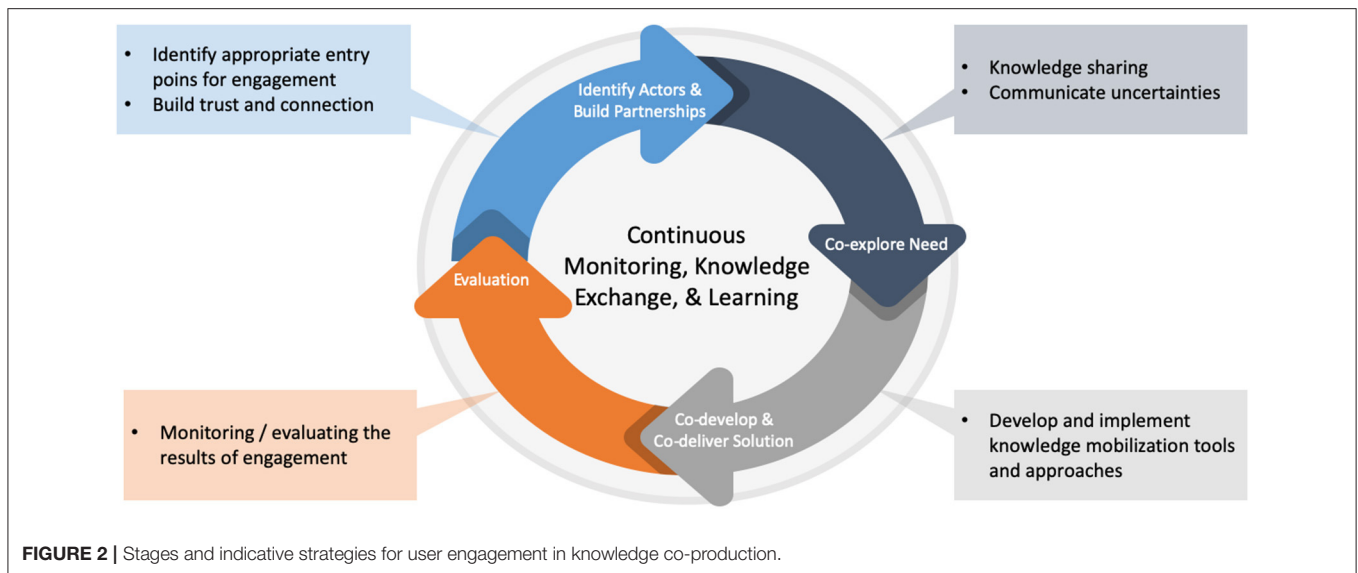 • Identify appropriate entry
poins for engagement
• Build trust and connection
Identify Actors &
Build Partnerships
• Knowledge sharing
• Communicate uncertainties
Continuous
Monitoring, Knowledge
Exchange, & Learning
Co-explore Need
Evaluation
Co-develop &
Co-deliver Solution
• Monitoring / evaluating the
results of engagement
• Develop and implement
knowledge mobilization tools
and approaches
FIGURE 2 | Stages and indicative strategies for user engagement in knowledge co-production.